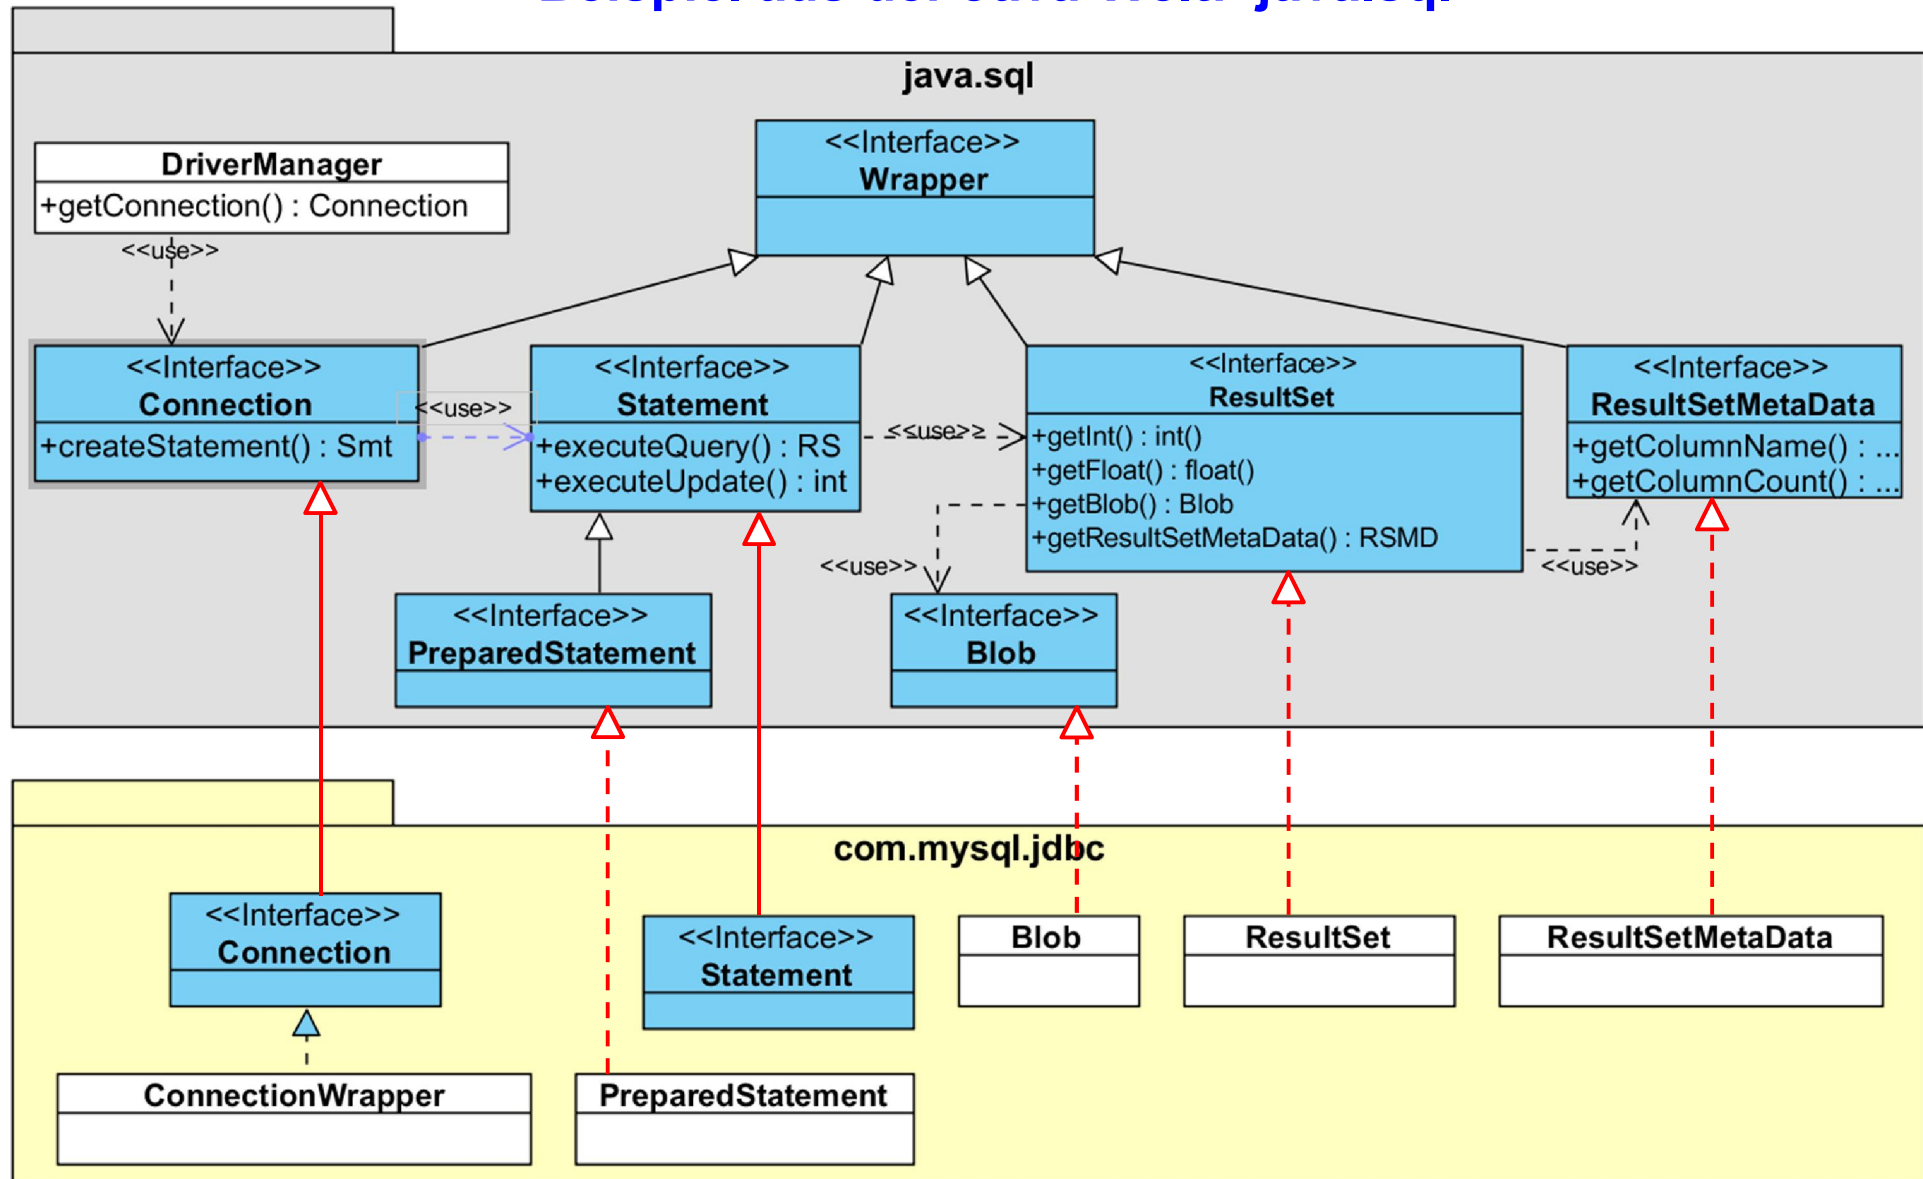 java.sql
<<Interface>>
Wrapper
DriverManager
+getConnection() : Connection
<<use>>
<<Interface>>
Connection
+createStatement() : Smt
<<use>>
<<Interface>>
Statement
+executeQuery() : RS
+executeUpdate() : int
<<use>>
<<Interface>>
ResultSet
+getInt() : int()
+getFloat() : float()
+getBlob() : Blob
+getResultSetMetaData() : RSMD
<<Interface>>
ResultSetMetaData
+getColumnName() : ...
+getColumnCount() : ...
<<use>>
<<use>>
<<Interface>>
PreparedStatement
<<Interface>>
Blob
com.mysql.jdbc
<<Interface>>
Connection
<<Interface>>
Statement
Blob
ResultSet
ResultSetMetaData
ConnectionWrapper
PreparedStatement